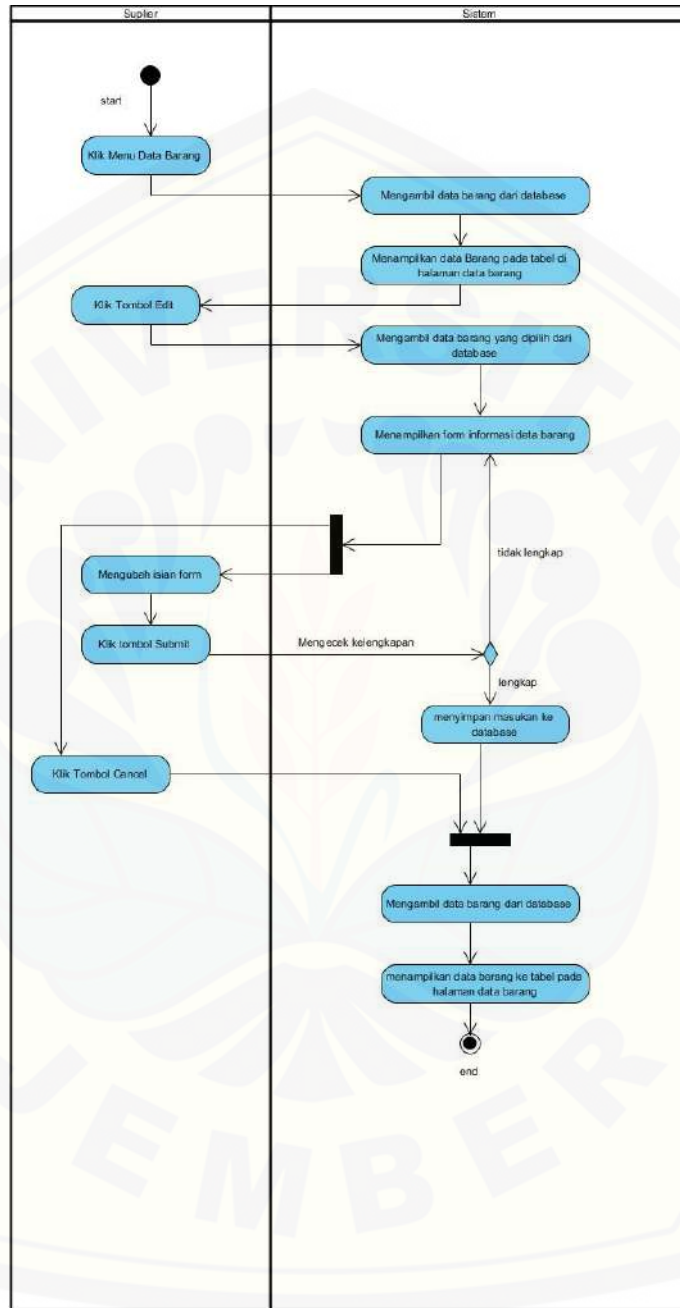 Suplier
Sistem
start
Klik Menu Data Barang
Mengambil data barang dari database
Menampilkan data Barang pada tabel di
halaman data barang
Klik Tombol Edit
Mengambil data barang yang dipilih dari
database
Menampilkan form informasi data barang
tidak lengkap
Mengubah isian form
Klik tombol Submit
Mengecek kelengkapan
lengkap
menyimpan masukan ke
database
Klik Tombol Cancel
Mengambil data barang dari database
menampilkan data barang ke tabel pada
halaman data barang
end
UNIVERSITAS
JEMBER